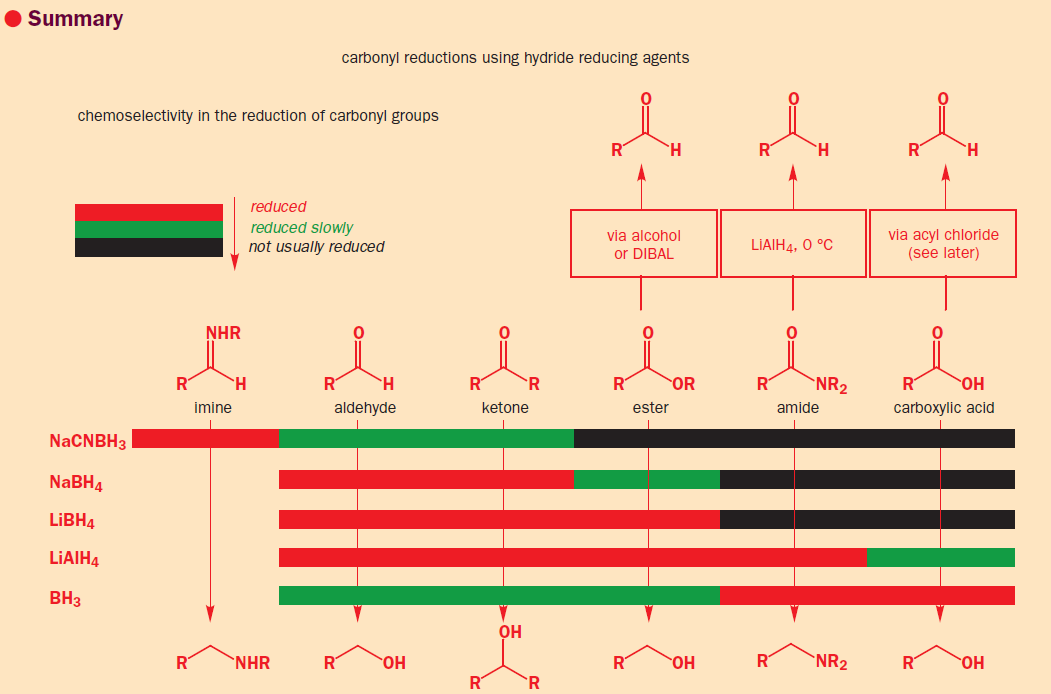 Summary
carbonyl reductions using hydride reducing agents
chemoselectivity in the reduction of carbonyl groups
O O O
R H R H R H
reduced
reduced slowly
not usually reduced
via alcohol
or DIBAL
LiAlH4, 0 °C
via acyl chloride
(see later)
NHR O O O O O
R H R H R R R OR R NR2 R OH
imine aldehyde ketone ester amide carboxylic acid
NaCNBH3
NaBH4
LiBH4
LiAlH4
BH3
OH
R NHR R OH R R R OH R NR2 R OH